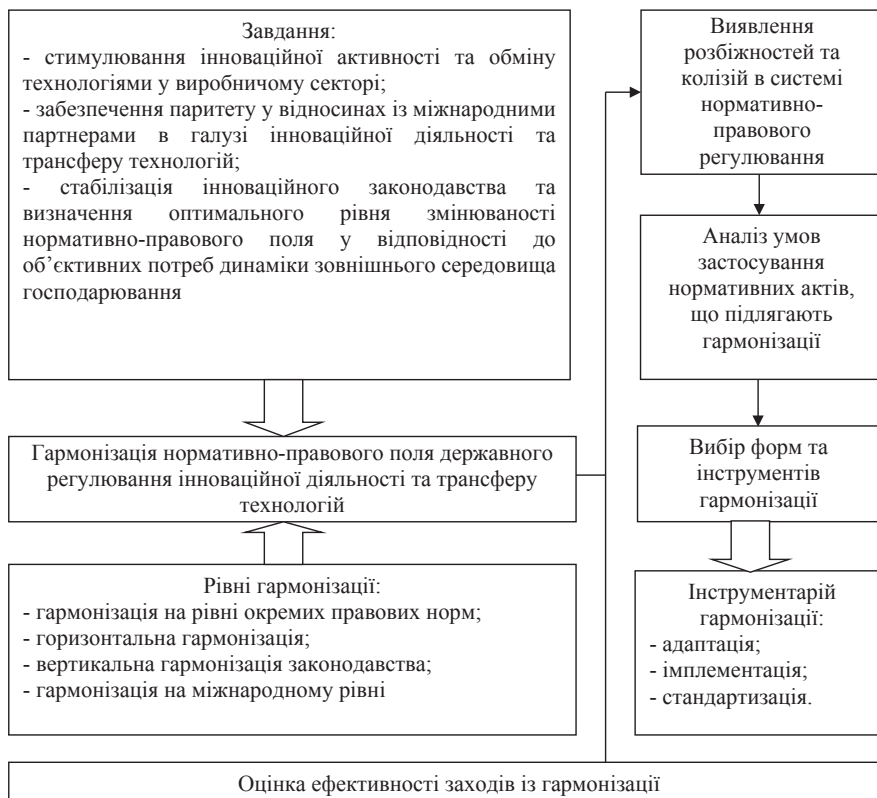 Завдання:
- стимулювання інноваційної активності та обміну
технологіями у виробничому секторі;
- забезпечення паритету у відносинах із міжнародними
партнерами в галузі інноваційної діяльності та
трансферу технологій;
- стабілізація інноваційного законодавства та
визначення оптимального рівня змінюваності
нормативно-правового поля у відповідності до
об’єктивних потреб динаміки зовнішнього середовища
господарювання
Гармонізація нормативно-правового поля державного
регулювання інноваційної діяльності та трансферу
технологій
Рівні гармонізації:
- гармонізація на рівні окремих правових норм;
- горизонтальна гармонізація;
- вертикальна гармонізація законодавства;
- гармонізація на міжнародному рівні
Виявлення
розбіжностей та
колізій в системі
нормативно-
правового
регулювання
Аналіз умов
застосування
нормативних актів,
що підлягають
гармонізації
Вибір форм та
інструментів
гармонізації
Інструментарій
гармонізації:
- адаптація;
- імплементація;
- стандартизація.
Оцінка ефективності заходів із гармонізації